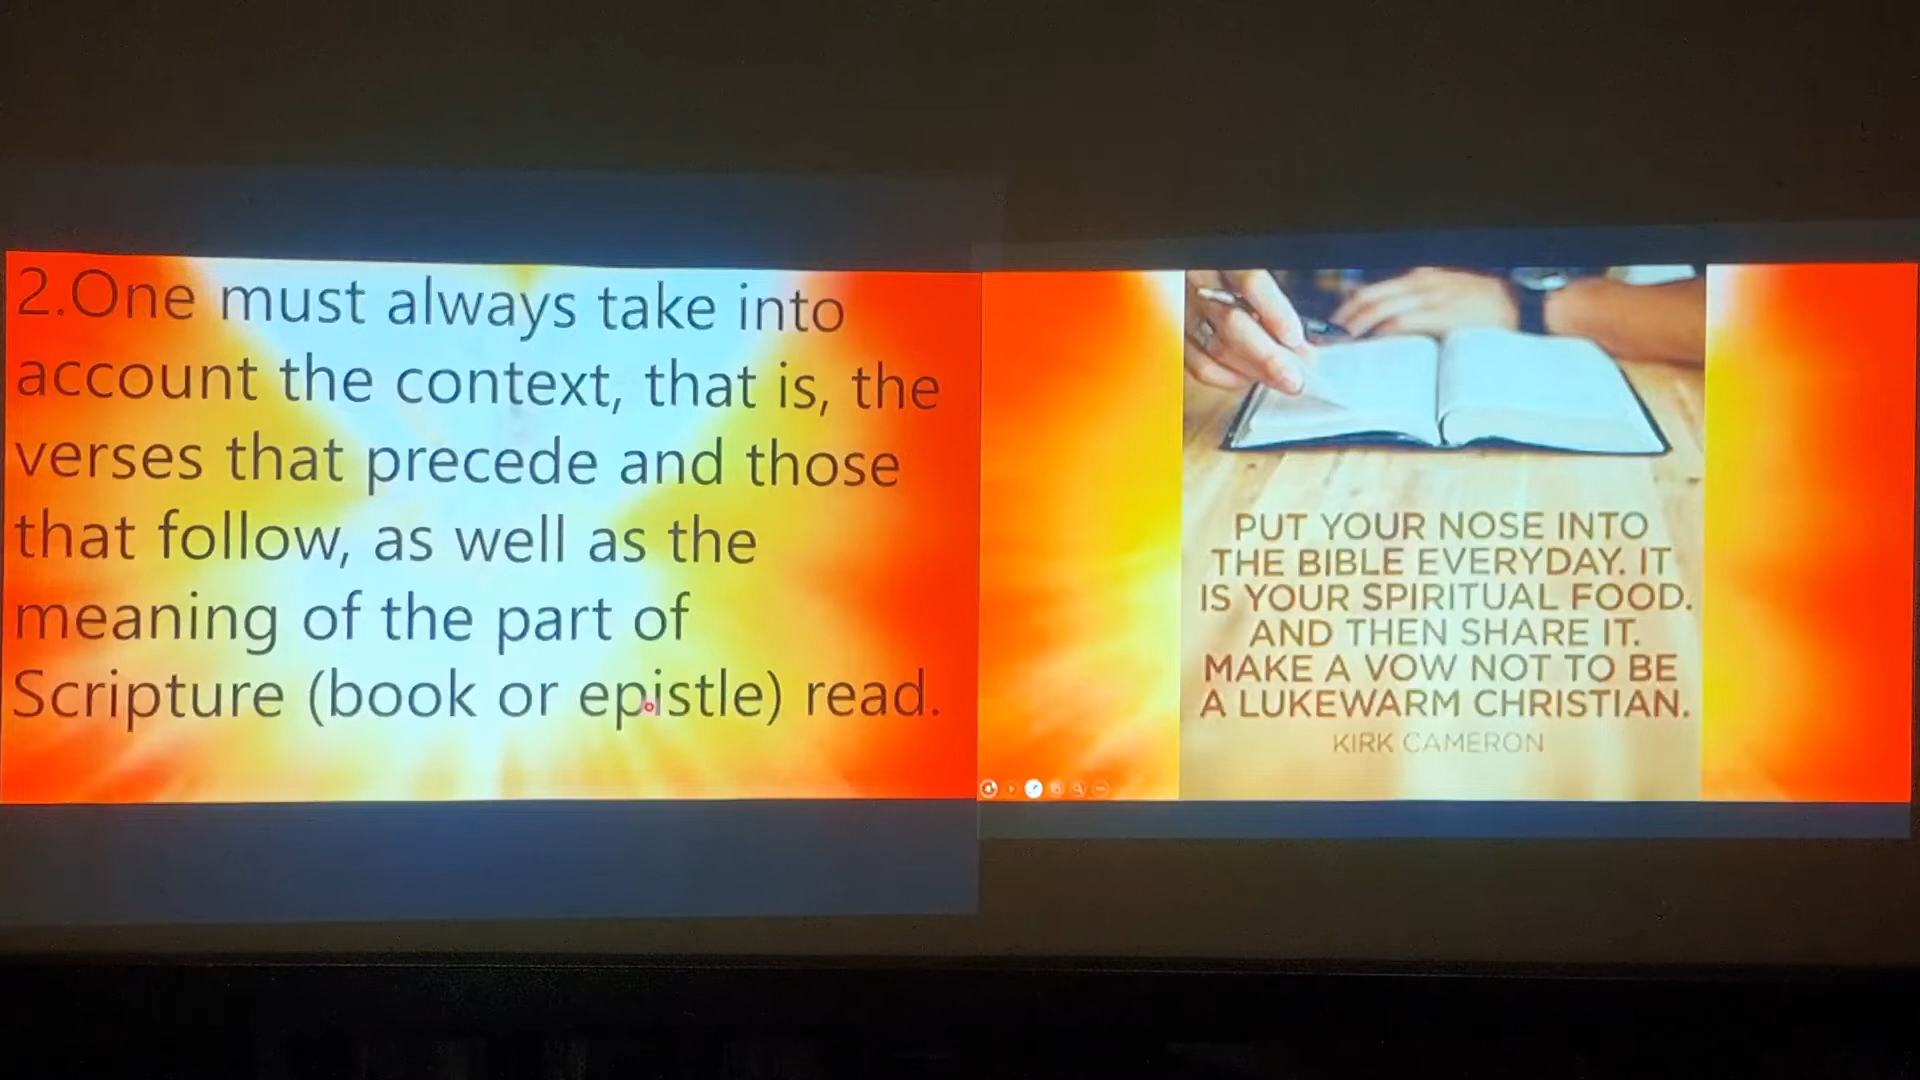 2.One must always take into
account the context, that is, the
verses that precede and those
that follow, as well as the
meaning of the part of
Scripture (book or epistle) read.
PUT YOUR NOSE INTO
THE BIBLE EVERYDAY. IT
IS YOUR SPIRITUAL FOOD.
AND THEN SHARE IT.
MAKE A VOW NOT TO BE
A LUKEWARM CHRISTIAN.
KIRK CAMERON